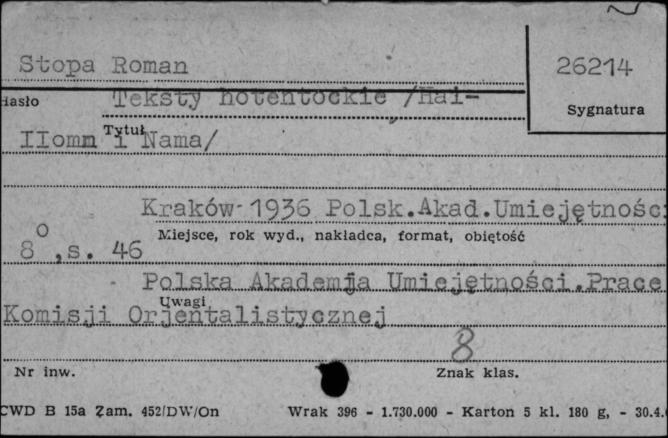 Stopa Roman
26214
Hasło
Teksty hotentockie /Hai-
Sygnatura
Tytuł
IIomn i Nama/
Kraków 1936 Polsk.Akad.Umiejętności
Miejsce, rok wyd., nakładca, format, obiętość
8°,s. 46
Polska Akademja Umiejętności.Prace
Uwagi
Komisji Orjentalistycznej
8
Nr inw.
Znak klas.
CWD B 15a Zam. 452/DW/On Wrak 396 - 1.730.000 - Karton 5 kl. 180 g, - 30.4.